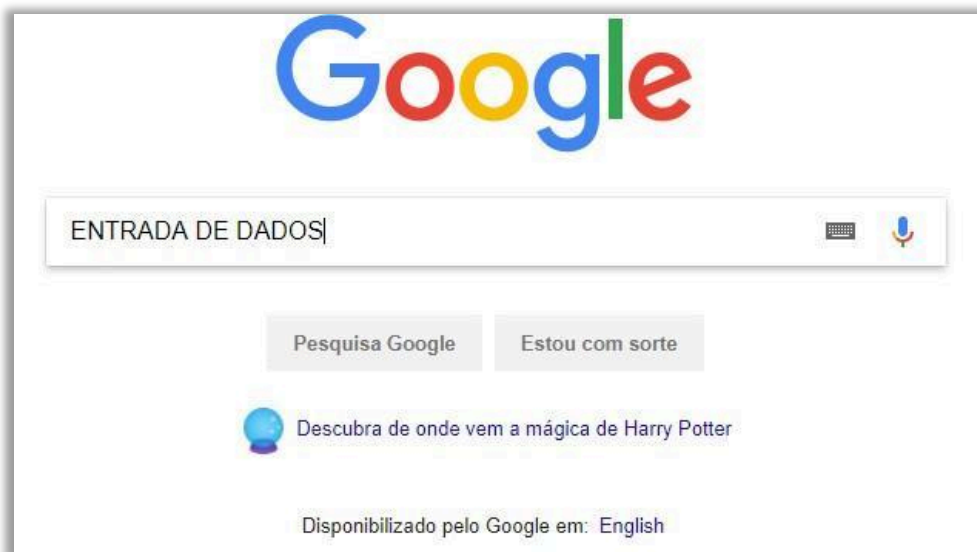 Google
ENTRADA DE DADOS
Pesquisa Google Estou com sorte
Descubra de onde vem a mágica de Harry Potter
Disponibilizado pelo Google em: English